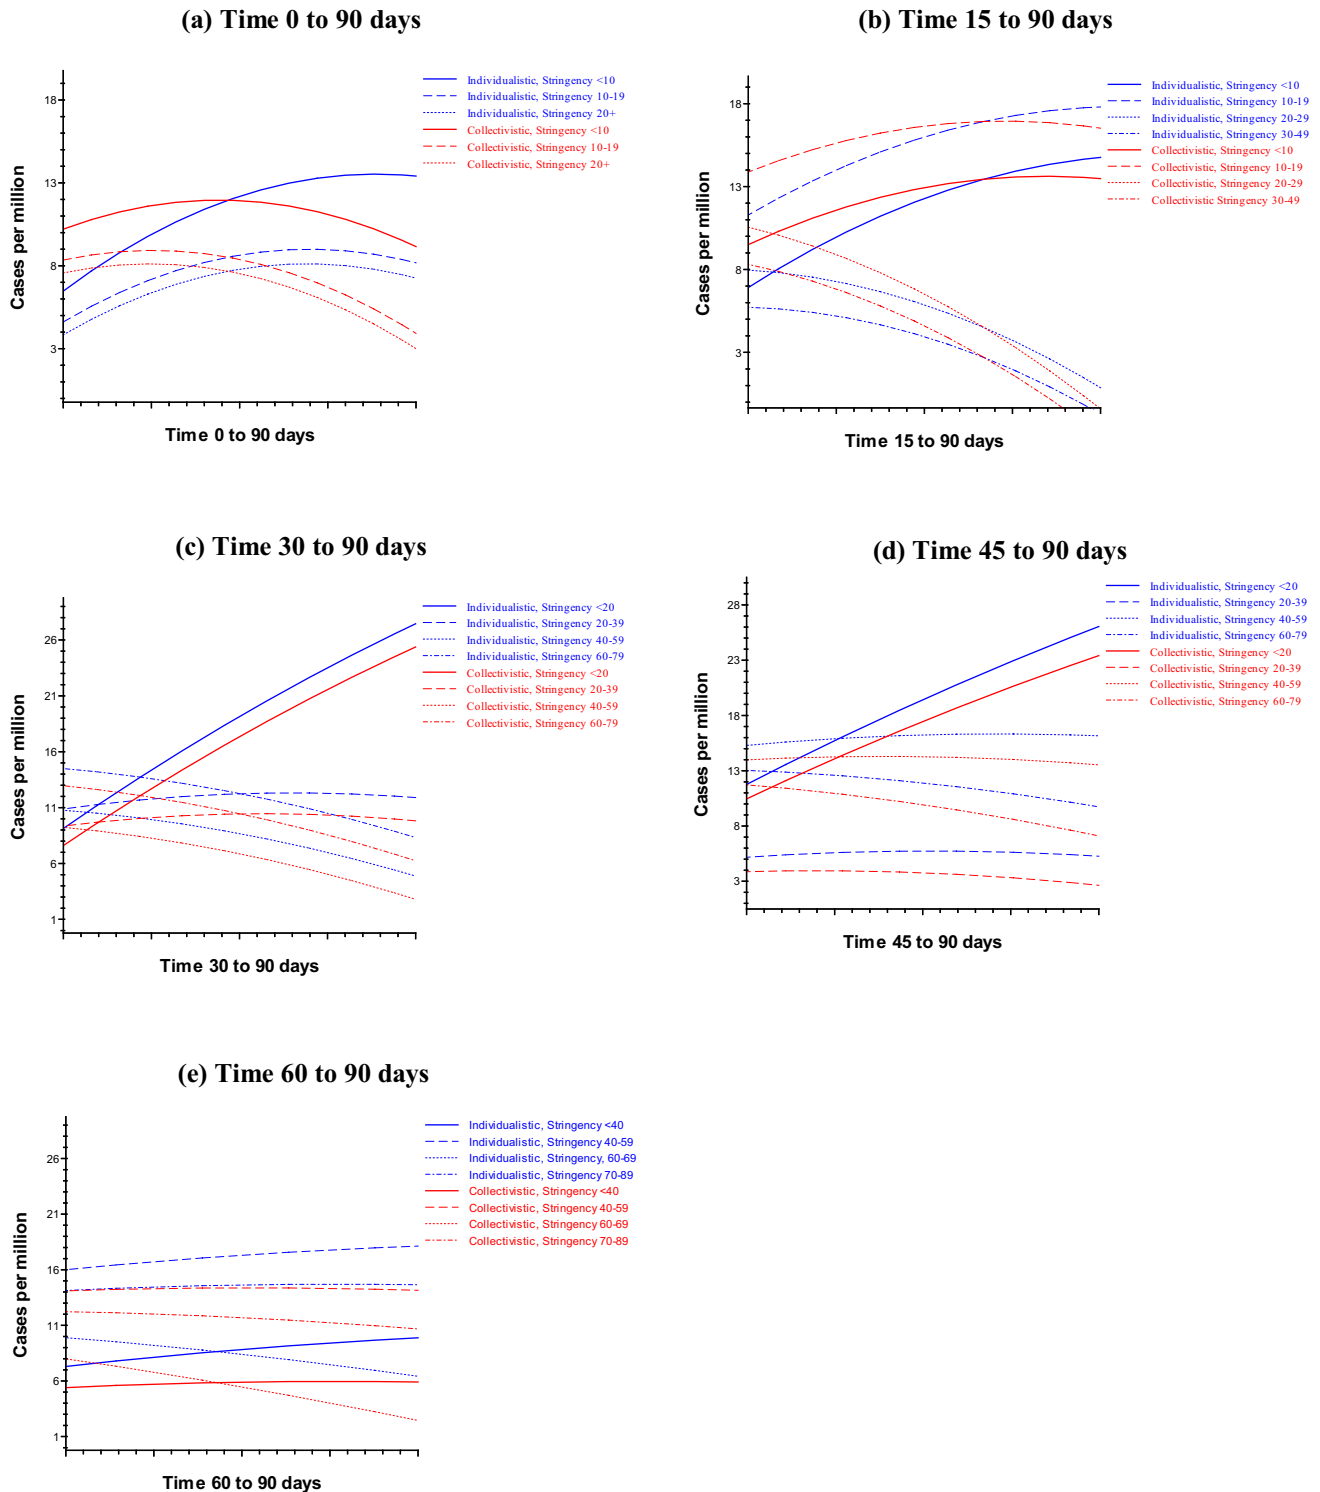 (a) Time 0 to 90 days
Individualistic, Stringency <10
Individualistic, Stringency 10-19
Individualistic, Stringency 20+
Collectivistic, Stringency <10
Collectivistic, Stringency 10-19
Collectivistic, Stringency 20+
18
13
8
3
Cases per million
Time 0 to 90 days
(b) Time 15 to 90 days
Individualistic, Stringency <10
Individualistic, Stringency 10-19
Individualistic, Stringency 20-29
Individualistic, Stringency 30-49
Collectivistic, Stringency <10
Collectivistic, Stringency 10-19
Collectivistic, Stringency 20-29
Collectivistic Stringency 30-49
18
13
8
3
Cases per million
Time 15 to 90 days
(c) Time 30 to 90 days
Individualistic, Stringency <20
Individualistic, Stringency 20-39
Individualistic, Stringency 40-59
Individualistic, Stringency 60-79
Collectivistic, Stringency <20
Collectivistic, Stringency 20-39
Collectivistic, Stringency 40-59
Collectivistic, Stringency 60-79
26
21
16
11
6
1
Cases per million
Time 30 to 90 days
(d) Time 45 to 90 days
Individualistic, Stringency <20
Individualistic, Stringency 20-39
Individualistic, Stringency 40-59
Individualistic, Stringency 60-79
Collectivistic, Stringency <20
Collectivistic, Stringency 20-39
Collectivistic, Stringency 40-59
Collectivistic, Stringency 60-79
28
23
18
13
8
3
Cases per million
Time 45 to 90 days
(e) Time 60 to 90 days
Individualistic, Stringency <40
Individualistic, Stringency 40-59
Individualistic, Stringency, 60-69
Individualistic, Stringency 70-89
Collectivistic, Stringency <40
Collectivistic, Stringency 40-59
Collectivistic, Stringency 60-69
Collectivistic, Stringency 70-89
26
21
16
11
6
1
Cases per million
Time 60 to 90 days